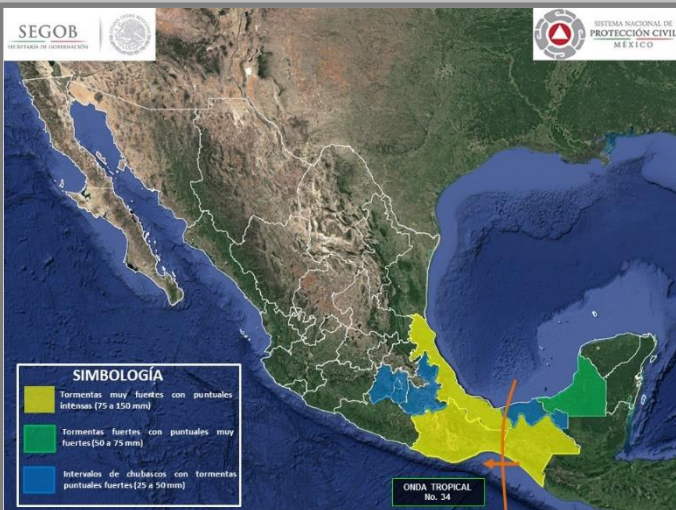 SEGOB
SECRETARÍA DE GOBERNACIÓN
SISTEMA NACIONAL DE
PROTECCIÓN CIVIL
MÉXICO
SIMBOLOGÍA
Tormentas muy fuertes con puntuales
intensas (75 a 150 mm)
Tormentas fuertes con puntuales muy
fuertes (50 a 75 mm)
Intervalos de chubascos con tormentas
puntuales fuertes (25 a 50 mm)
ONDA TROPICAL
No. 34